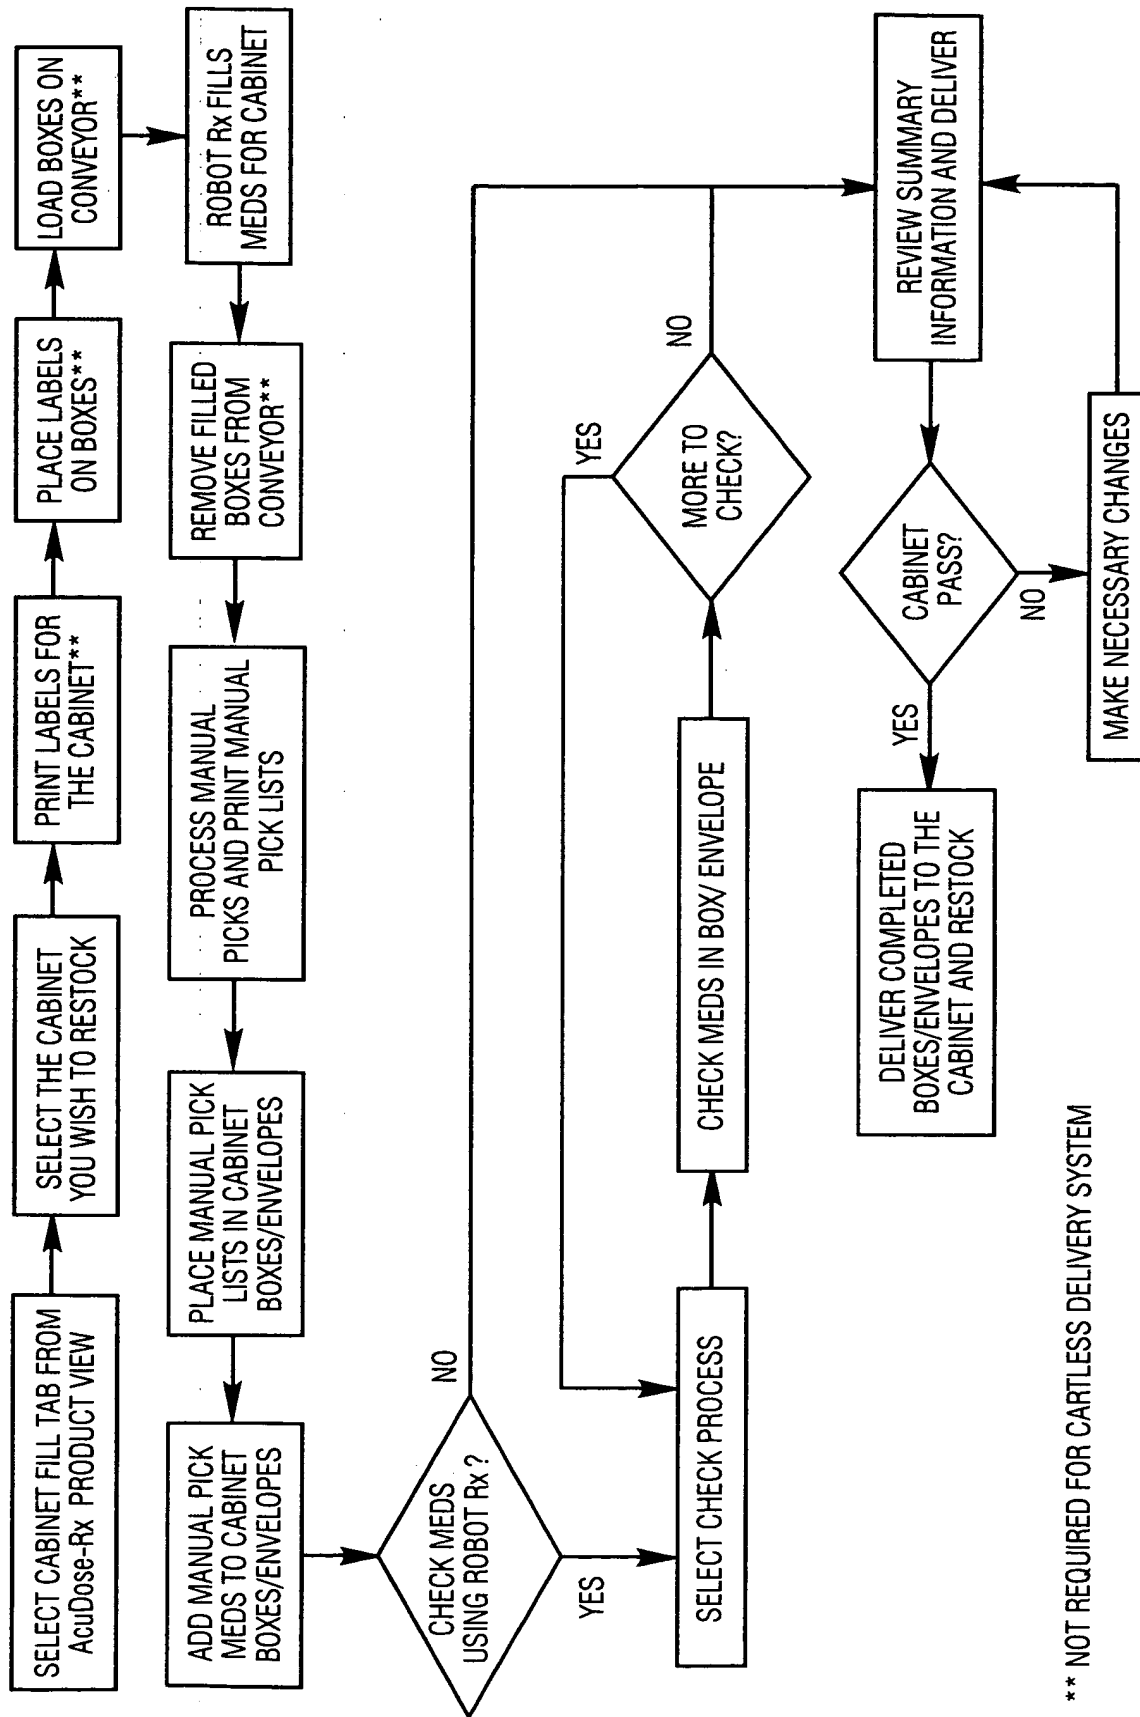 SELECT CABINET FILL TAB FROM
AcuDose-Rx PRODUCT VIEW
SELECT THE CABINET
YOU WISH TO RESTOCK
PRINT LABELS FOR
THE CABINET**
PLACE LABELS
ON BOXES**
LOAD BOXES ON
CONVEYOR**
ROBOT Rx FILLS
MEDS FOR CABINET
REMOVE FILLED
BOXES FROM
CONVEYOR**
PROCESS MANUAL
PICKS AND PRINT MANUAL
PICK LISTS
PLACE MANUAL PICK
LISTS IN CABINET
BOXES/ENVELOPES
ADD MANUAL PICK
MEDS TO CABINET
BOXES/ENVELOPES
CHECK MEDS
USING ROBOT Rx?
NO
YES
SELECT CHECK PROCESS
CHECK MEDS IN BOX/ ENVELOPE
MORE TO
CHECK?
YES
NO
REVIEW SUMMARY
INFORMATION AND DELIVER
CABINET
PASS?
YES
NO
DELIVER COMPLETED
BOXES/ENVELOPES TO THE
CABINET AND RESTOCK
MAKE NECESSARY CHANGES
** NOT REQUIRED FOR CARTLESS DELIVERY SYSTEM